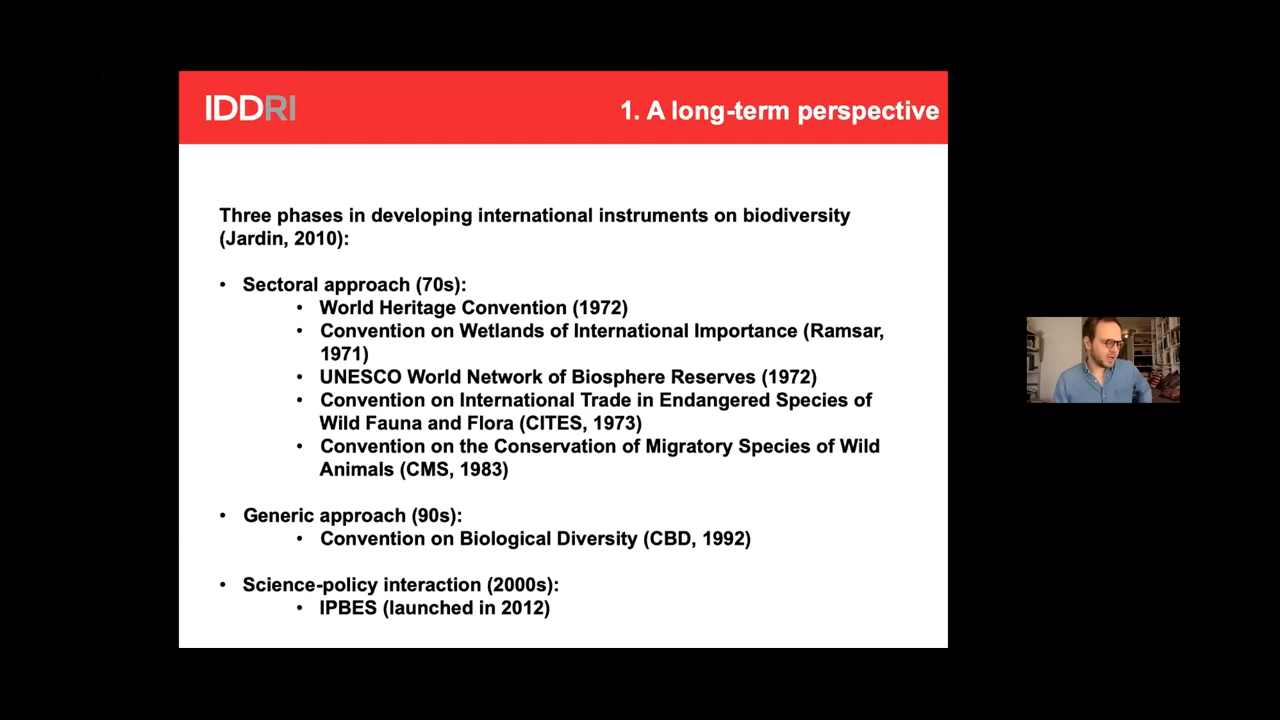 IDDRI
1. A long-term perspective
Three phases in developing international instruments on biodiversity
(Jardin, 2010):
• Sectoral approach (70s):
• World Heritage Convention (1972)
• Convention on Wetlands of International Importance (Ramsar,
1971)
• UNESCO World Network of Biosphere Reserves (1972)
• Convention on International Trade in Endangered Species of
Wild Fauna and Flora (CITES, 1973)
• Convention on the Conservation of Migratory Species of Wild
Animals (CMS, 1983)
• Generic approach (90s):
• Convention on Biological Diversity (CBD, 1992)
• Science-policy interaction (2000s):
• IPBES (launched in 2012)